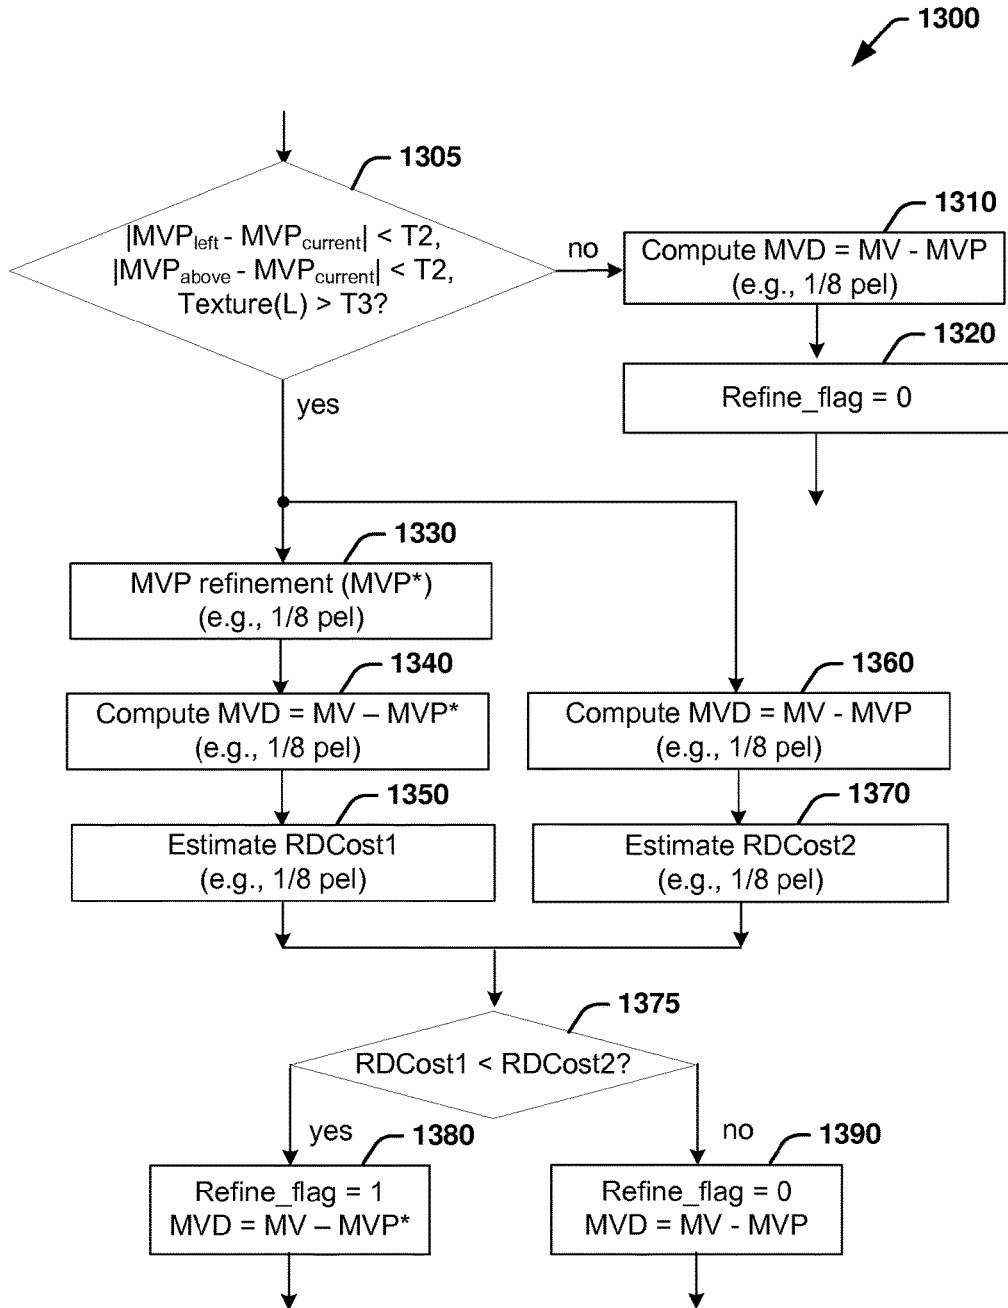 1300
1305
|MVPleft - MVPcurrent| < T2,
|MVPabove - MVPcurrent| < T2,
Texture(L) > T3?
no
1310
Compute MVD = MV - MVP
(e.g., 1/8 pel)
1320
Refine_flag = 0
yes
1330
MVP refinement (MVP*)
(e.g., 1/8 pel)
1340
Compute MVD = MV – MVP*
(e.g., 1/8 pel)
1360
Compute MVD = MV - MVP
(e.g., 1/8 pel)
1350
Estimate RDCost1
(e.g., 1/8 pel)
1370
Estimate RDCost2
(e.g., 1/8 pel)
1375
RDCost1 < RDCost2?
yes
1380
Refine_flag = 1
MVD = MV – MVP*
no
1390
Refine_flag = 0
MVD = MV - MVP